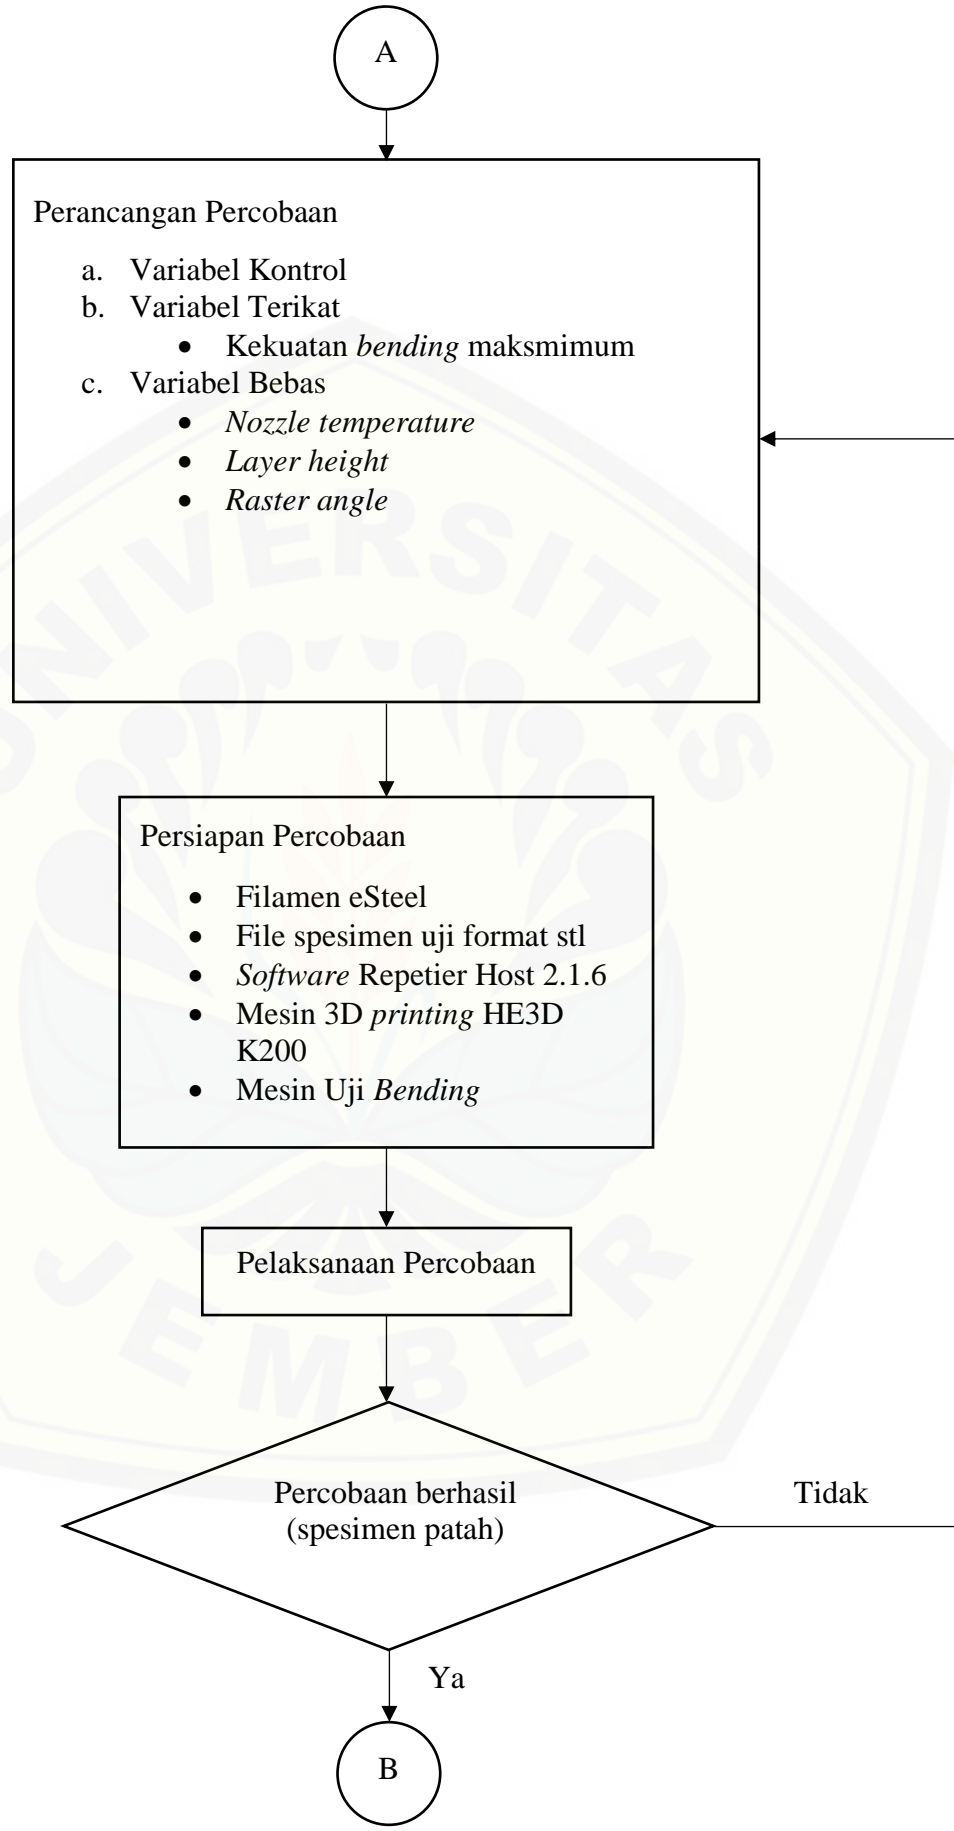 A
Perancangan Percobaan
a. Variabel Kontrol
b. Variabel Terikat
• Kekuatan bending maksmimum
c. Variabel Bebas
• Nozzle temperature
• Layer height
• Raster angle
UNIVERSITAS
Persiapan Percobaan
• Filamen eSteel
• File spesimen uji format stl
• Software Repetier Host 2.1.6
• Mesin 3D printing HE3D
K200
• Mesin Uji Bending
Pelaksanaan Percobaan
JEMBER
Percobaan berhasil
(spesimen patah)
Tidak
Ya
B